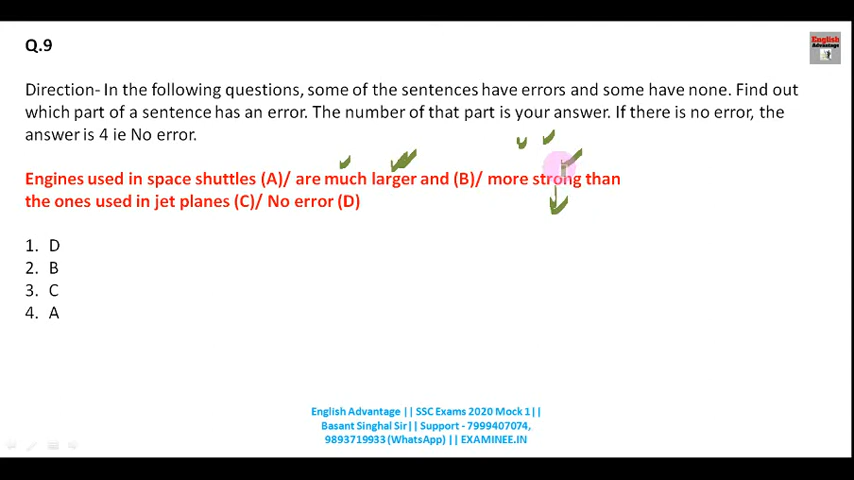 Q.9
English
Advantage
Direction- In the following questions, some of the sentences have errors and some have none. Find out
which part of a sentence has an error. The number of that part is your answer. If there is no error, the
answer is 4 ie No error.
Engines used in space shuttles (A)/ are much larger and (B)/ more strong than
the ones used in jet planes (C)/ No error (D)
1. D
2. B
3. C
4. A
English Advantage || SSC Exams 2020 Mock 1||
Basant Singhal Sir|| Support - 7999407074,
9893719933 (WhatsApp) || EXAMINEE.IN